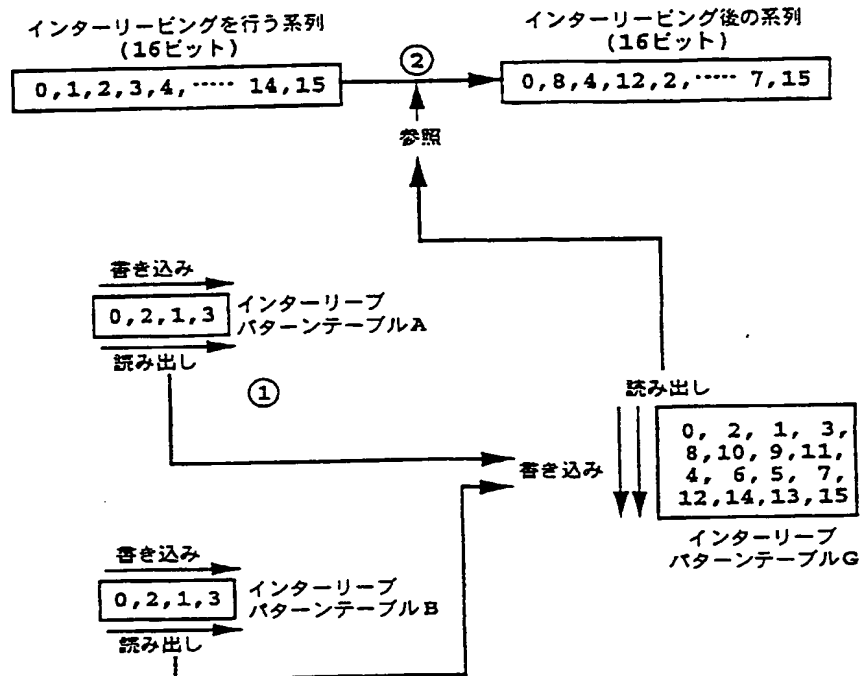 インターリービングを行う系列
(16ビット)
0,1,2,3,4,····· 14,15
②
インターリービング後の系列
(16ビット)
0,8,4,12,2,····· 7,15
参照
書き込み
0,2,1,3
インターリーブ
パターンテーブルA
読み出し
①
読み出し
書き込み
0, 2, 1, 3,
8,10, 9,11,
4, 6, 5, 7,
12,14,13,15
インターリーブ
パターンテーブルG
書き込み
0,2,1,3
インターリーブ
パターンテーブルB
読み出し